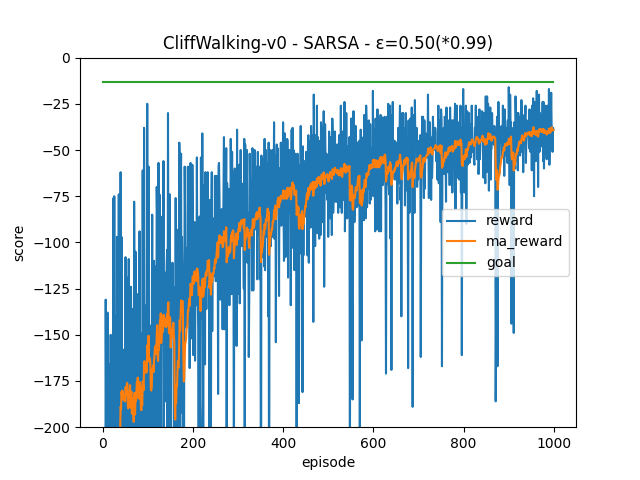 CliffWalking-v0 - SARSA - ε=0.50(*0.99)
0
−25
−50
−75
−100
−125
−150
−175
−200
score
reward
ma_reward
goal
0 200 400 600 800 1000
episode